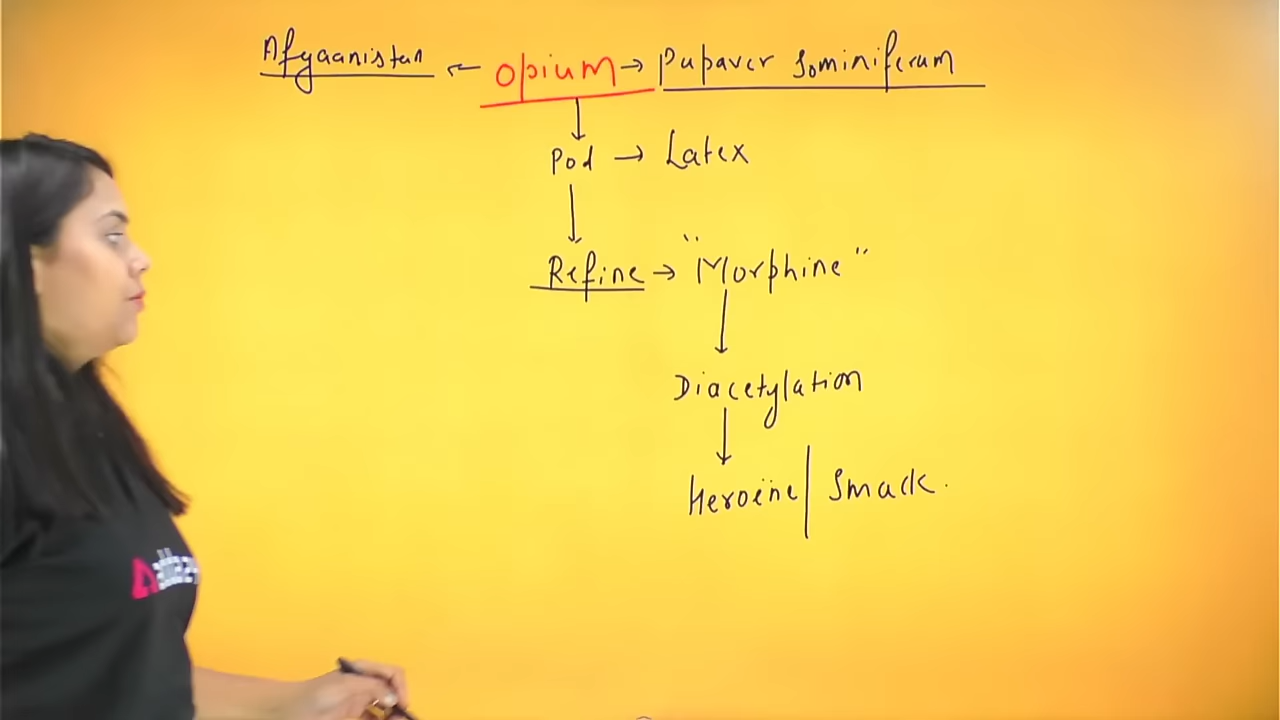 Afgaanistan ← Opium → Papaver Sominiferum
Pod → Latex
Refine → "Morphine"
Diacetylation
Heroine | Smack.